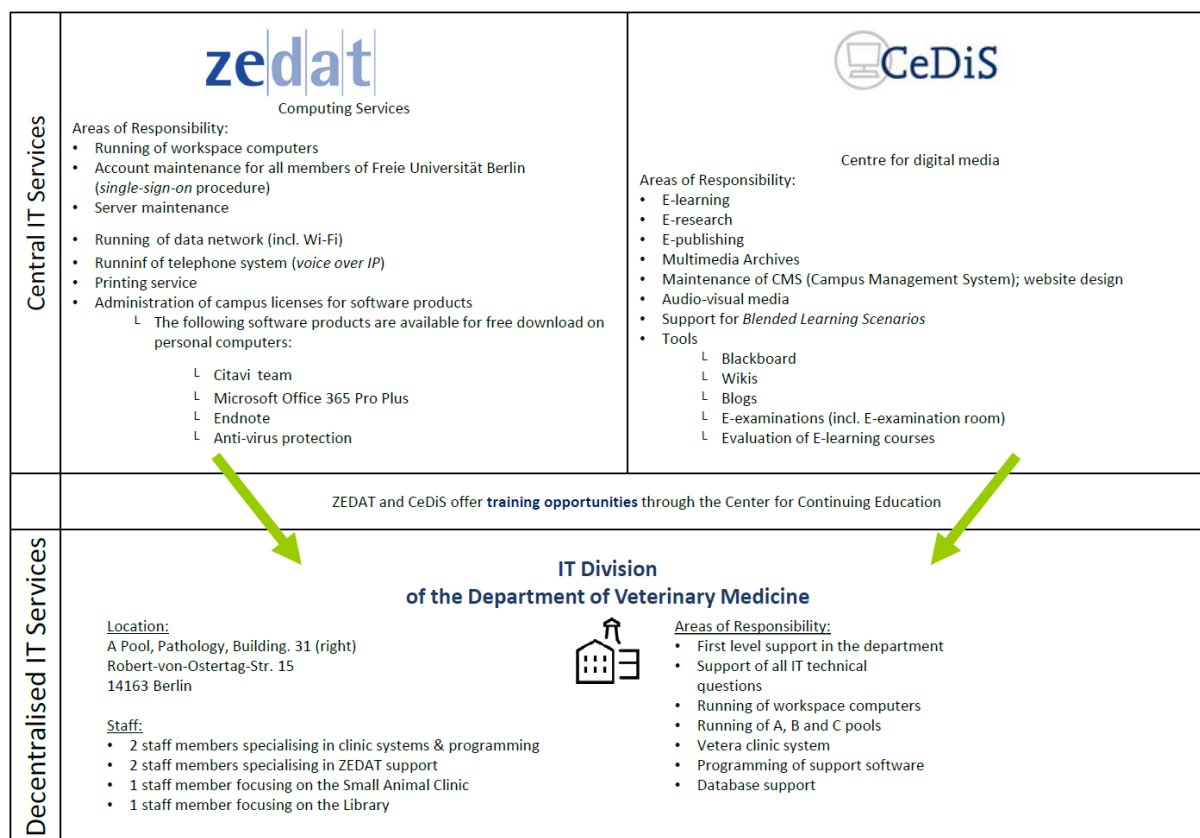 Central IT Services
zedat
Computing Services
Areas of Responsibility:
• Running of workspace computers
• Account maintenance for all members of Freie Universität Berlin
(single-sign-on procedure)
• Server maintenance
• Running of data network (incl. Wi-Fi)
• Runninf of telephone system (voice over IP)
• Printing service
• Administration of campus licenses for software products
└ The following software products are available for free download on
personal computers:
└ Citavi team
└ Microsoft Office 365 Pro Plus
└ Endnote
└ Anti-virus protection
CeDiS
Centre for digital media
Areas of Responsibility:
• E-learning
• E-research
• E-publishing
• Multimedia Archives
• Maintenance of CMS (Campus Management System); website design
• Audio-visual media
• Support for Blended Learning Scenarios
• Tools
└ Blackboard
└ Wikis
└ Blogs
└ E-examinations (incl. E-examination room)
└ Evaluation of E-learning courses
ZEDAT and CeDiS offer training opportunities through the Center for Continuing Education
Decentralised IT Services
IT Division
of the Department of Veterinary Medicine
Location:
A Pool, Pathology, Building. 31 (right)
Robert-von-Ostertag-Str. 15
14163 Berlin
Staff:
• 2 staff members specialising in clinic systems & programming
• 2 staff members specialising in ZEDAT support
• 1 staff member focusing on the Small Animal Clinic
• 1 staff member focusing on the Library
Areas of Responsibility:
• First level support in the department
• Support of all IT technical
questions
• Running of workspace computers
• Running of A, B and C pools
• Vetera clinic system
• Programming of support software
• Database support